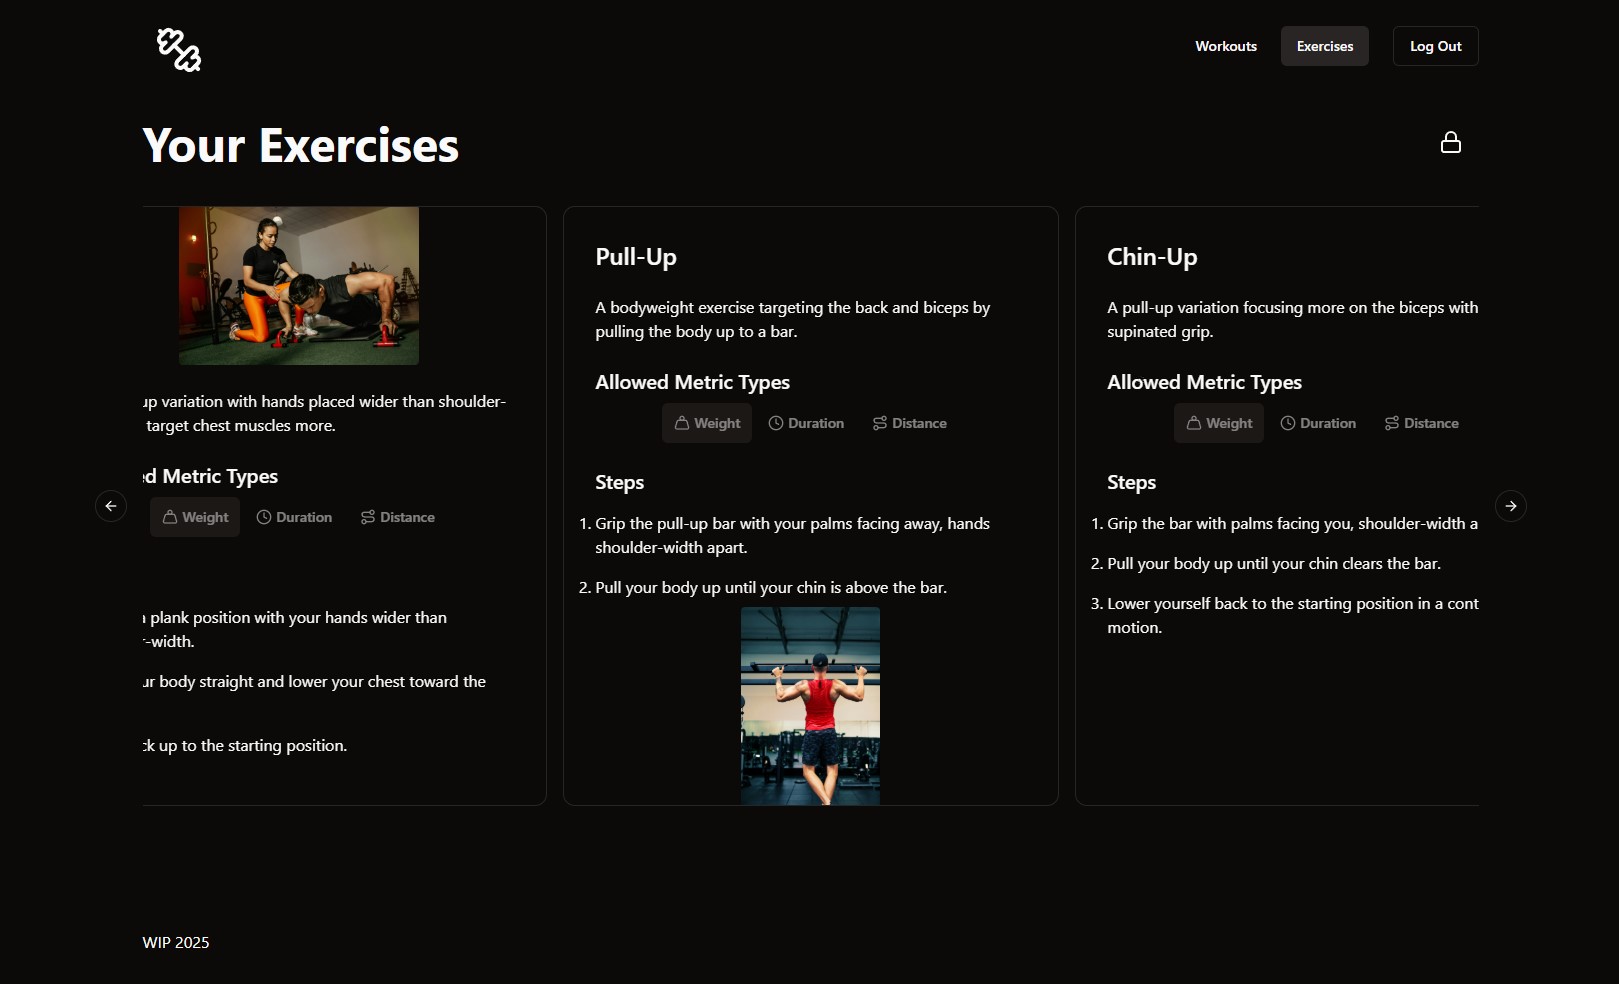 Workouts
Exercises
Log Out
Your Exercises
up variation with hands placed wider than shoulder-
target chest muscles more.
Metric Types
Weight
Duration
Distance
plank position with your hands wider than
-width.
body straight and lower your chest toward the
up to the starting position.
Pull-Up
A bodyweight exercise targeting the back and biceps by
pulling the body up to a bar.
Allowed Metric Types
Weight
Duration
Distance
Steps
1. Grip the pull-up bar with your palms facing away, hands
shoulder-width apart.
2. Pull your body up until your chin is above the bar.
Chin-Up
A pull-up variation focusing more on the biceps with
supinated grip.
Allowed Metric Types
Weight
Duration
Distance
Steps
1. Grip the bar with palms facing you, shoulder-width a
2. Pull your body up until your chin clears the bar.
3. Lower yourself back to the starting position in a cont
motion.
WIP 2025